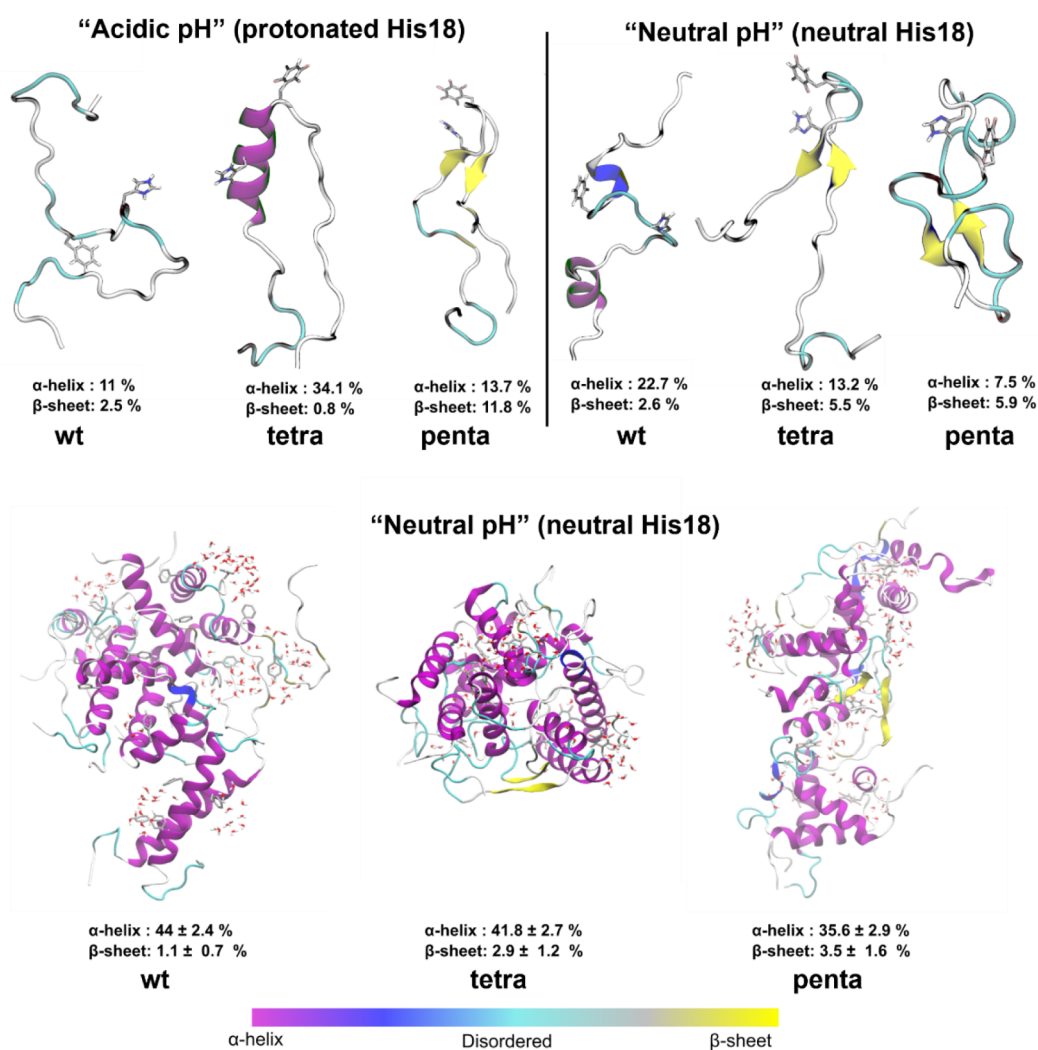 “Acidic pH” (protonated His18)
“Neutral pH” (neutral His18)
α-helix : 11 %
β-sheet: 2.5 %
wt
α-helix : 34.1 %
β-sheet: 0.8 %
tetra
α-helix : 13.7 %
β-sheet: 11.8 %
penta
α-helix : 22.7 %
β-sheet: 2.6 %
wt
α-helix : 13.2 %
β-sheet: 5.5 %
tetra
α-helix : 7.5 %
β-sheet: 5.9 %
penta
“Neutral pH” (neutral His18)
α-helix : 44 ± 2.4 %
β-sheet: 1.1 ± 0.7 %
wt
α-helix : 41.8 ± 2.7 %
β-sheet: 2.9 ± 1.2 %
tetra
α-helix : 35.6 ± 2.9 %
β-sheet: 3.5 ± 1.6 %
penta
α-helix
Disordered
β-sheet